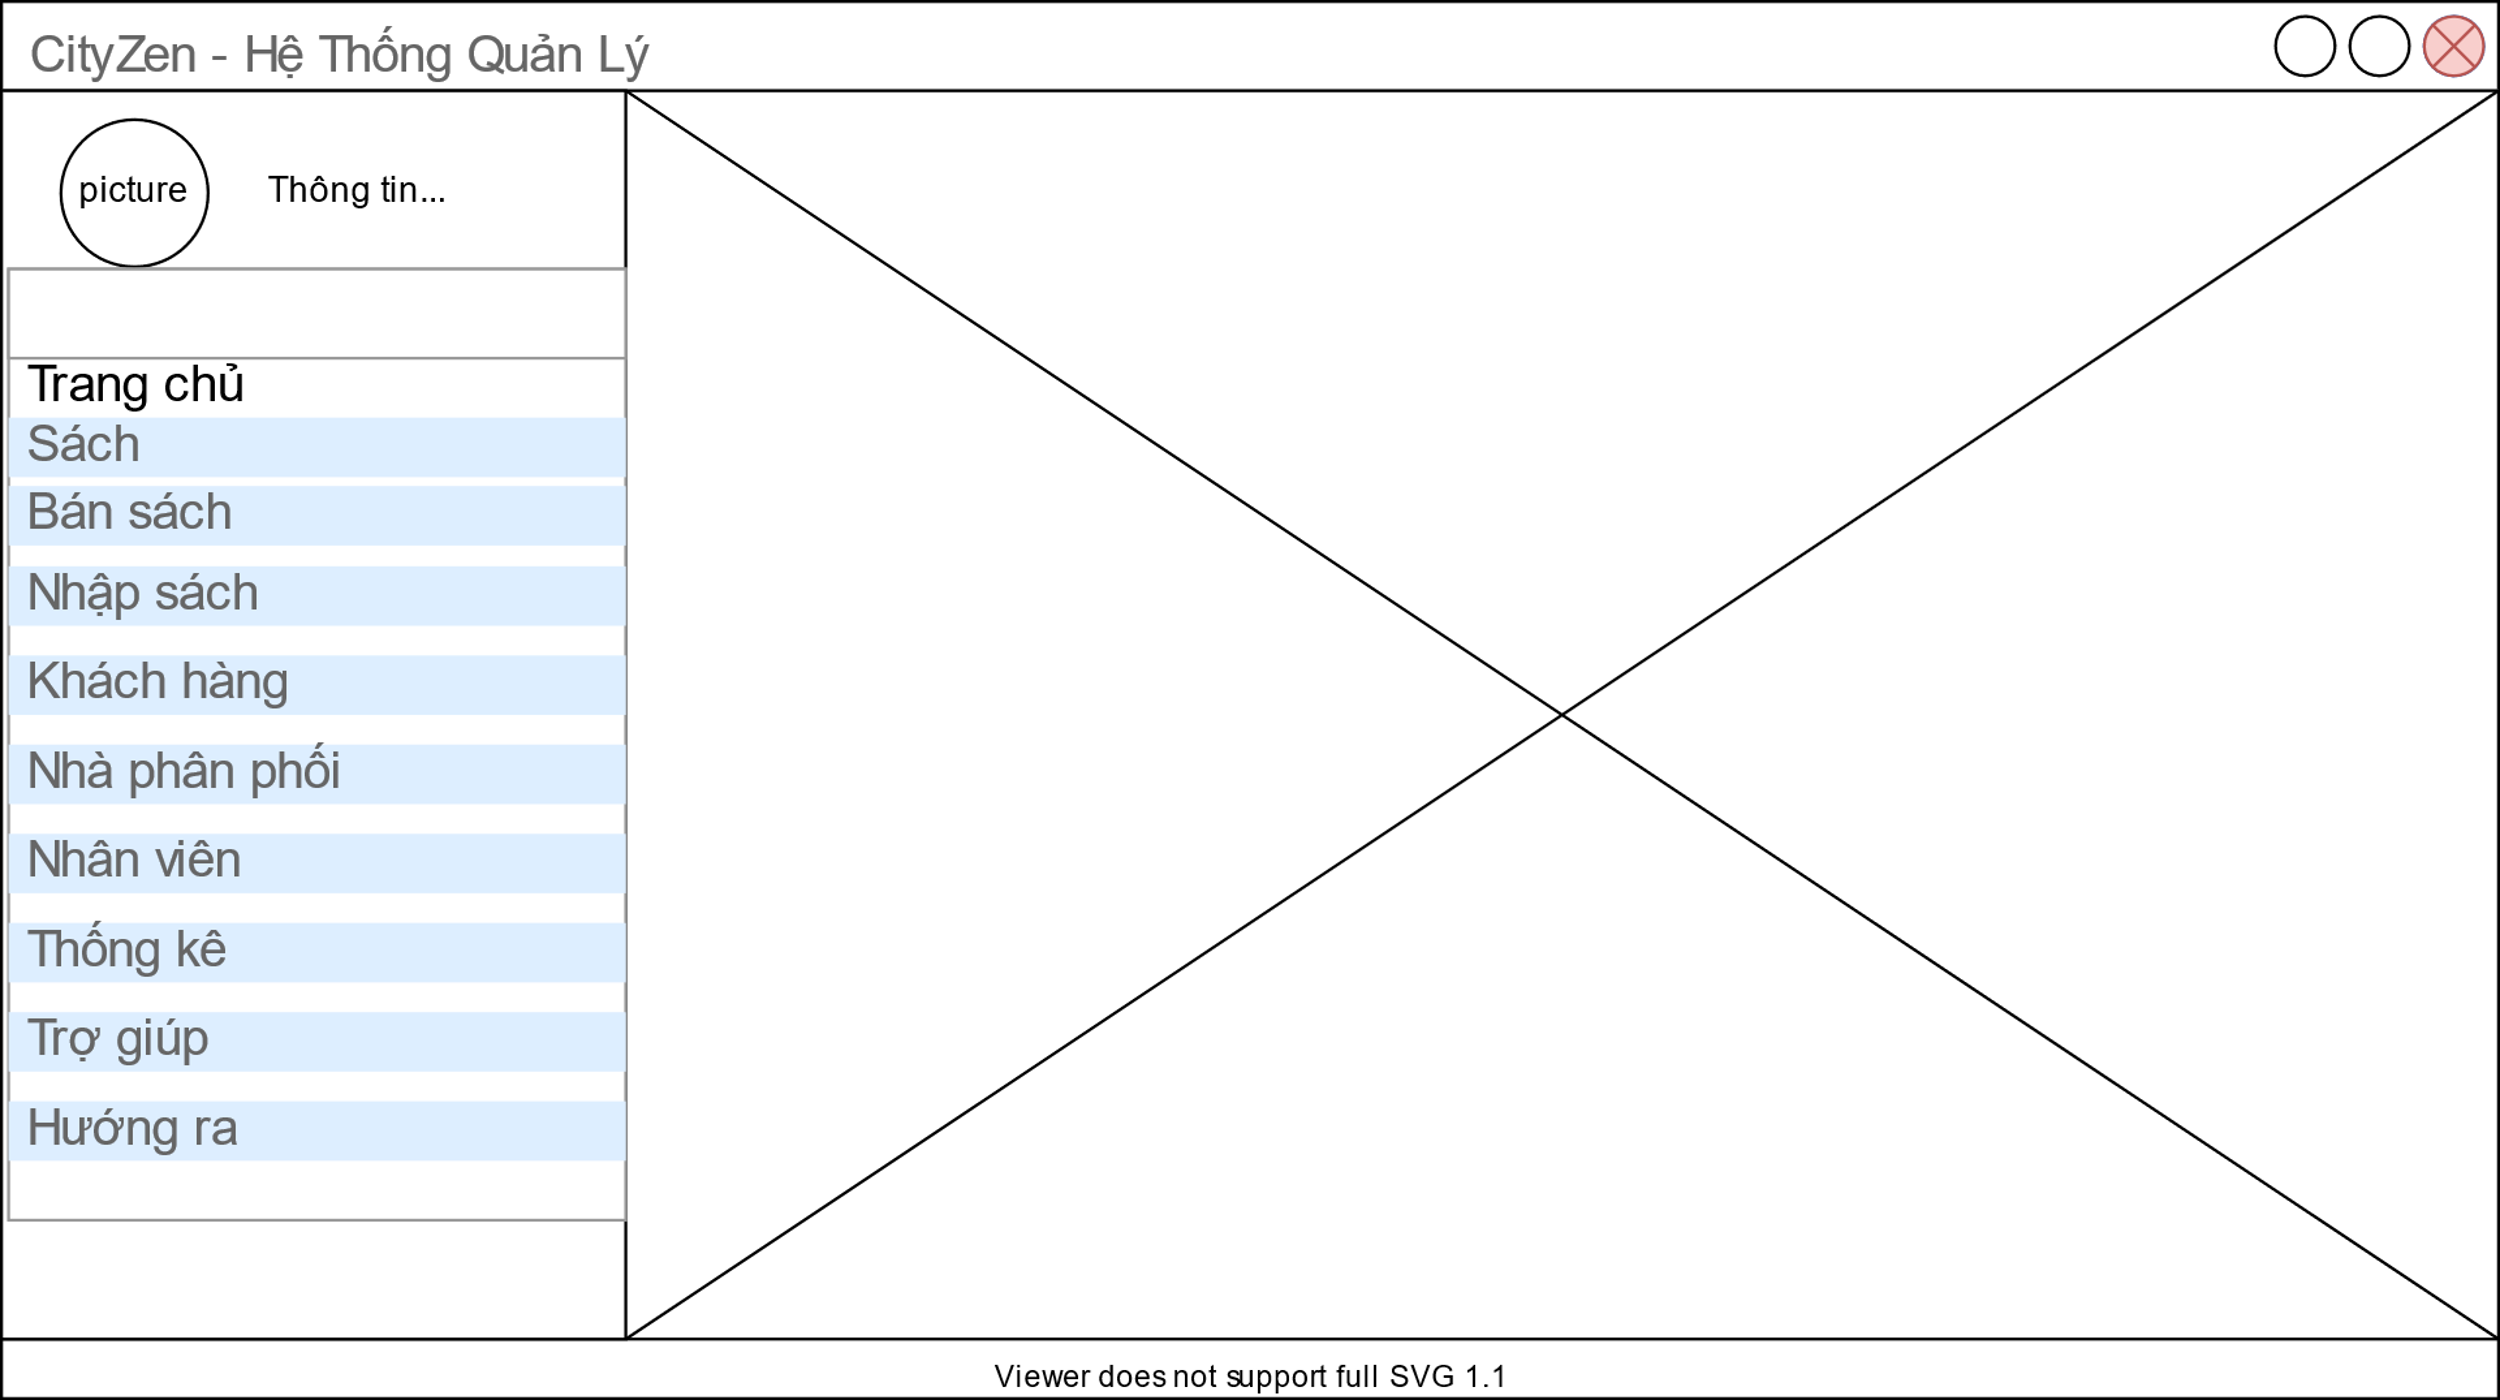 CityZen - Hệ Thống Quản Lý
picture
Thông tin...
Trang chủ
Sách
Bán sách
Nhập sách
Khách hàng
Nhà phân phối
Nhân viên
Thống kê
Trợ giúp
Hướng ra
Viewer does not support full SVG 1.1